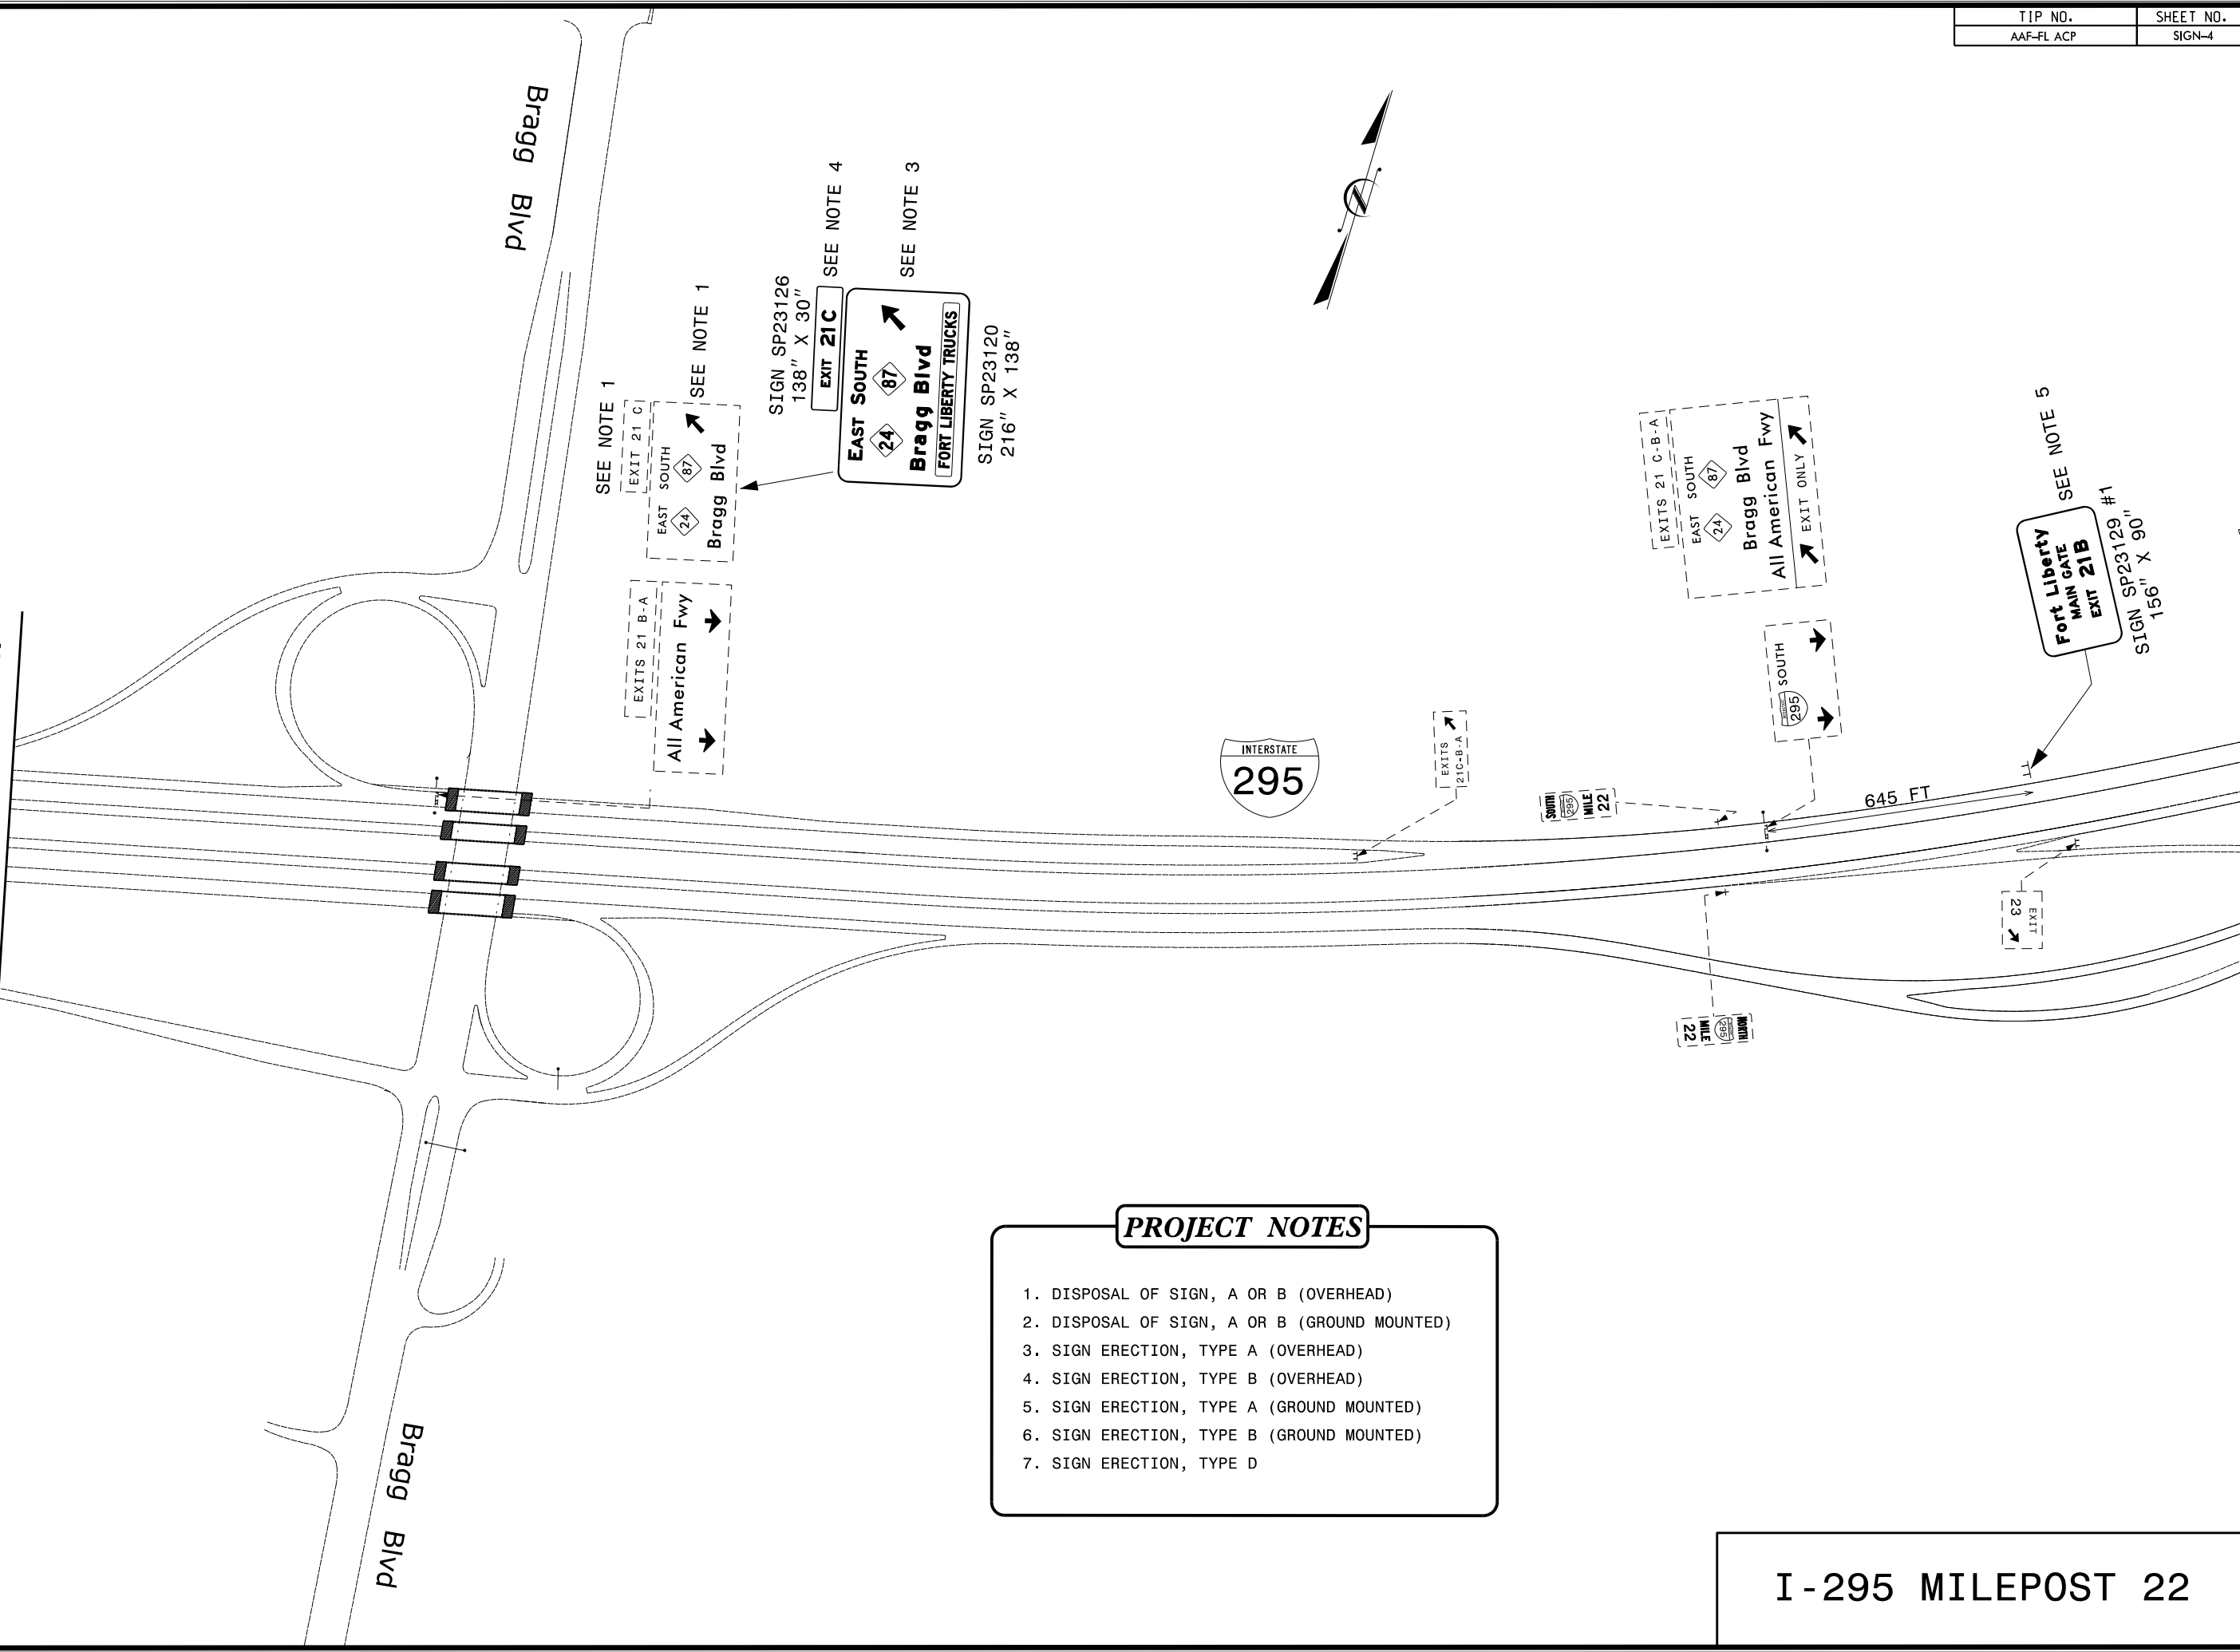 TIP NO.
SHEET NO.
AAF-FL ACP
SIGN-4
Bragg Blvd
SEE NOTE 1
EXIT 21 C
SEE NOTE 1
EAST SOUTH
24 87
Bragg Blvd
EXITS 21 B-A
All American Fwy
SIGN SP23126
138" X 30"
SEE NOTE 4
EXIT 21 C
SEE NOTE 3
EAST SOUTH
24 87
Bragg Blvd
FORT LIBERTY TRUCKS
SIGN SP23120
216" X 138"
INTERSTATE
295
EXITS
21C-B-A
SOUTH
295
MILE
22
EXITS 21 C-B-A
EAST SOUTH
24 87
Bragg Blvd
All American Fwy
EXIT ONLY
SOUTH
295
SEE NOTE 5
Fort Liberty
MAIN GATE
EXIT 21B
SIGN SP23129 #1
156" X 90"
645 FT
EXIT
23
NORTH
295
MILE
22
Bragg Blvd
PROJECT NOTES
1. DISPOSAL OF SIGN, A OR B (OVERHEAD)
2. DISPOSAL OF SIGN, A OR B (GROUND MOUNTED)
3. SIGN ERECTION, TYPE A (OVERHEAD)
4. SIGN ERECTION, TYPE B (OVERHEAD)
5. SIGN ERECTION, TYPE A (GROUND MOUNTED)
6. SIGN ERECTION, TYPE B (GROUND MOUNTED)
7. SIGN ERECTION, TYPE D
I-295 MILEPOST 22